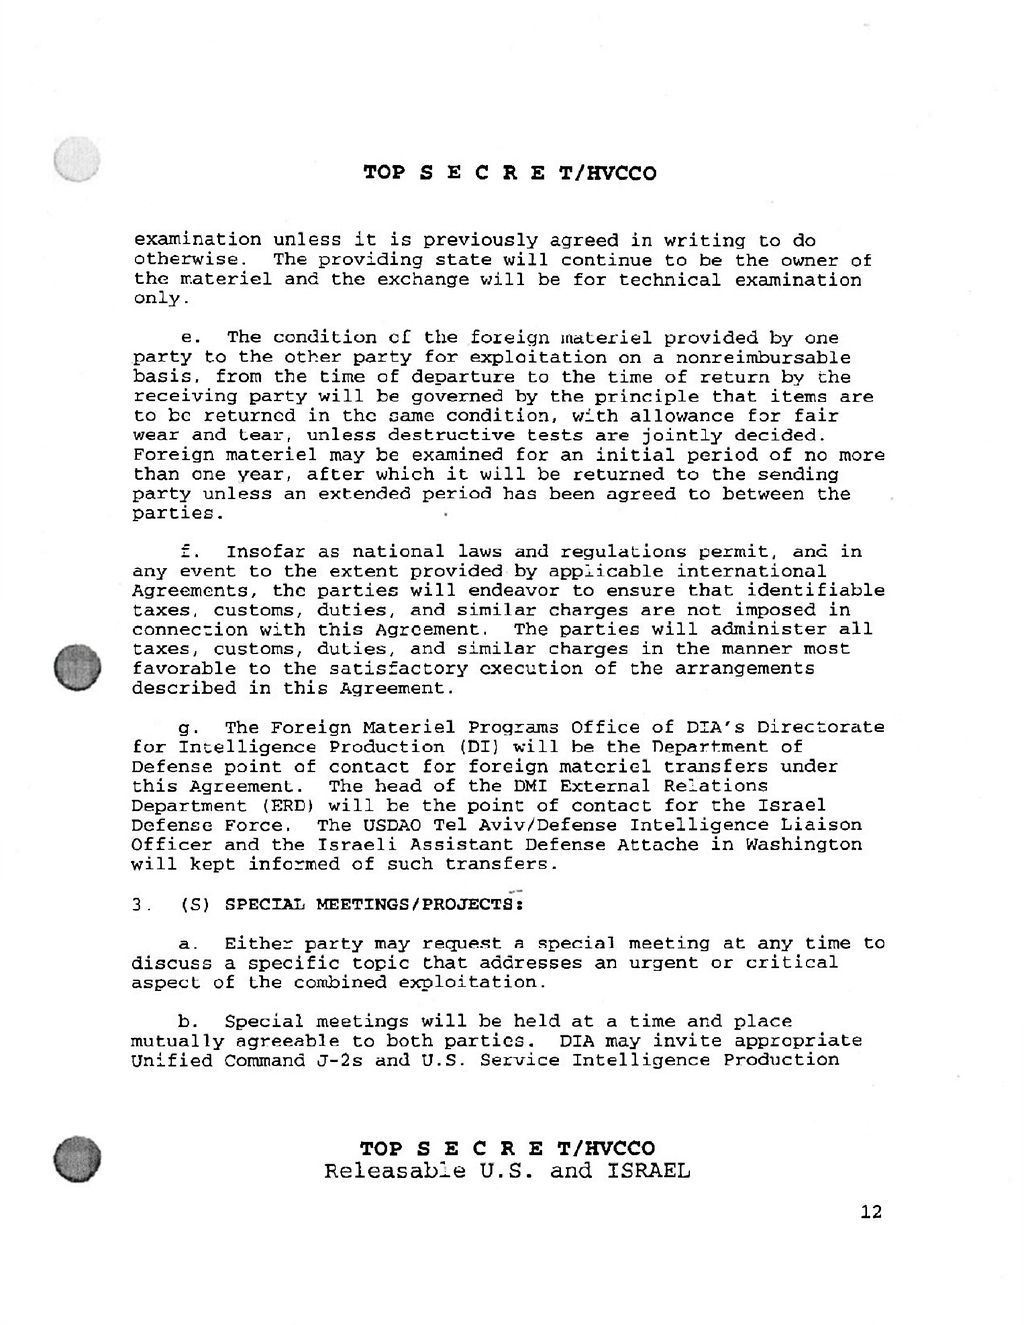 TOP S E C R E T/HVCCO
examination unless it is previously agreed in writing to do
otherwise. The providing state will continue to be the owner of
the materiel and the exchange will be for technical examination
only.
e. The condition of the foreign materiel provided by one
party to the other party for exploitation on a nonreimbursable
basis, from the time of departure to the time of return by the
receiving party will be governed by the principle that items are
to be returned in the same condition, with allowance for fair
wear and tear, unless destructive tests are jointly decided.
Foreign materiel may be examined for an initial period of no more
than one year, after which it will be returned to the sending
party unless an extended period has been agreed to between the
parties.
f. Insofar as national laws and regulations permit, and in
any event to the extent provided by applicable international
Agreements, the parties will endeavor to ensure that identifiable
taxes, customs, duties, and similar charges are not imposed in
connection with this Agreement. The parties will administer all
taxes, customs, duties, and similar charges in the manner most
favorable to the satisfactory execution of the arrangements
described in this Agreement.
g. The Foreign Materiel Programs Office of DIA's Directorate
for Intelligence Production (DI) will be the Department of
Defense point of contact for foreign materiel transfers under
this Agreement. The head of the DMI External Relations
Department (ERD) will be the point of contact for the Israel
Defense Force. The USDAO Tel Aviv/Defense Intelligence Liaison
Officer and the Israeli Assistant Defense Attache in Washington
will kept informed of such transfers.
3. (S) SPECIAL MEETINGS/PROJECTS:
a. Either party may request a special meeting at any time to
discuss a specific topic that addresses an urgent or critical
aspect of the combined exploitation.
b. Special meetings will be held at a time and place
mutually agreeable to both parties. DIA may invite appropriate
Unified Command J-2s and U.S. Service Intelligence Production
TOP S E C R E T/HVCCO
Releasable U.S. and ISRAEL
12